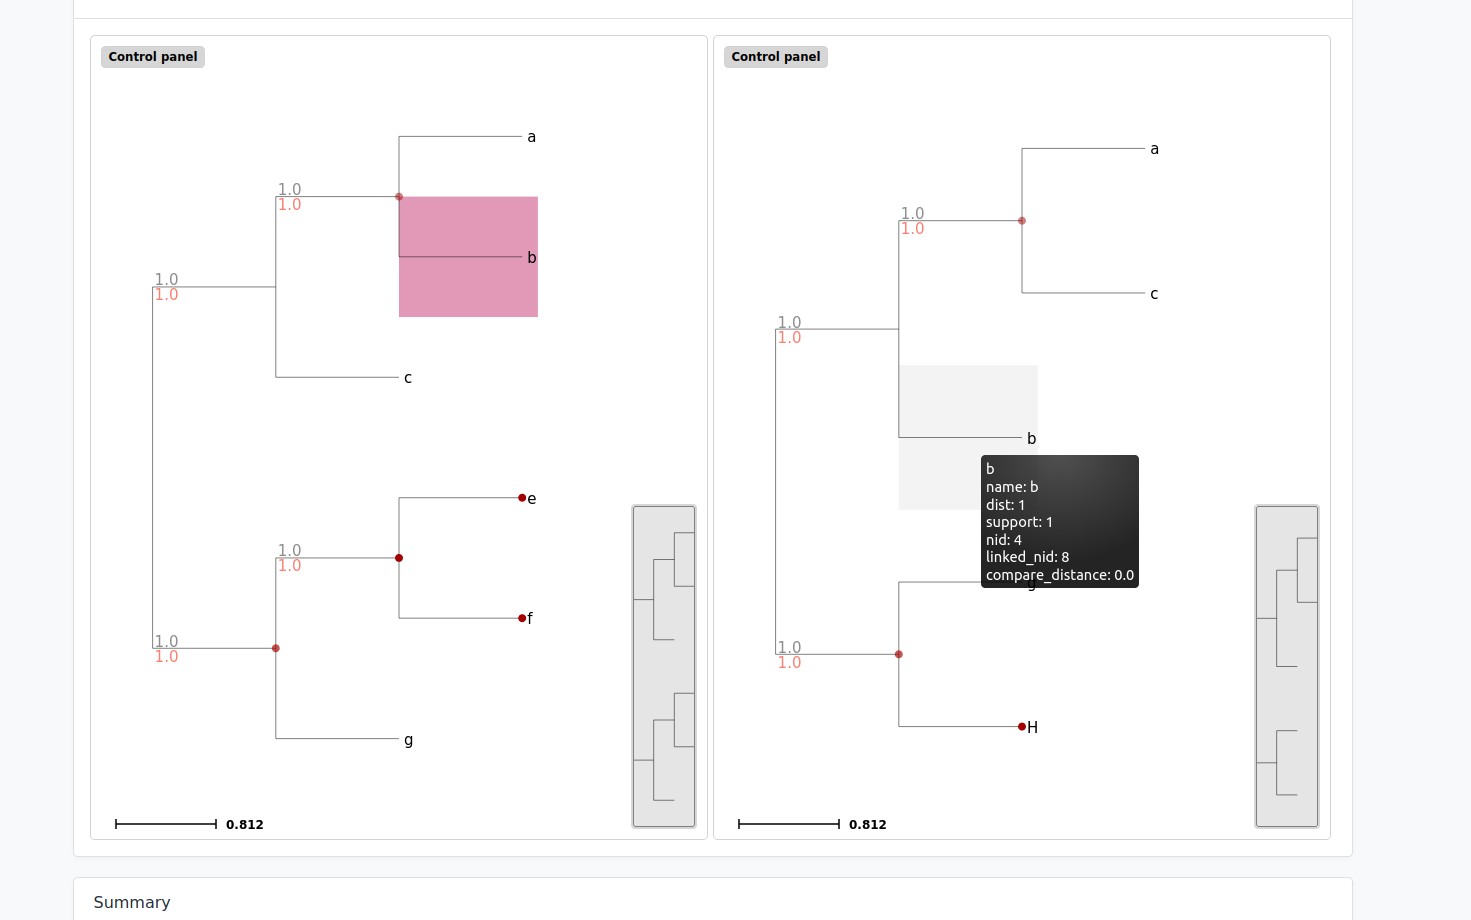 Control panel
a
1.0
1.0
b
1.0
1.0
c
e
1.0
1.0
f
1.0
1.0
g
0.812
Control panel
a
1.0
1.0
c
1.0
1.0
b
b
name: b
dist: 1
support: 1
nid: 4
linked_nid: 8
compare_distance: 0.0
g
1.0
1.0
H
0.812
Summary